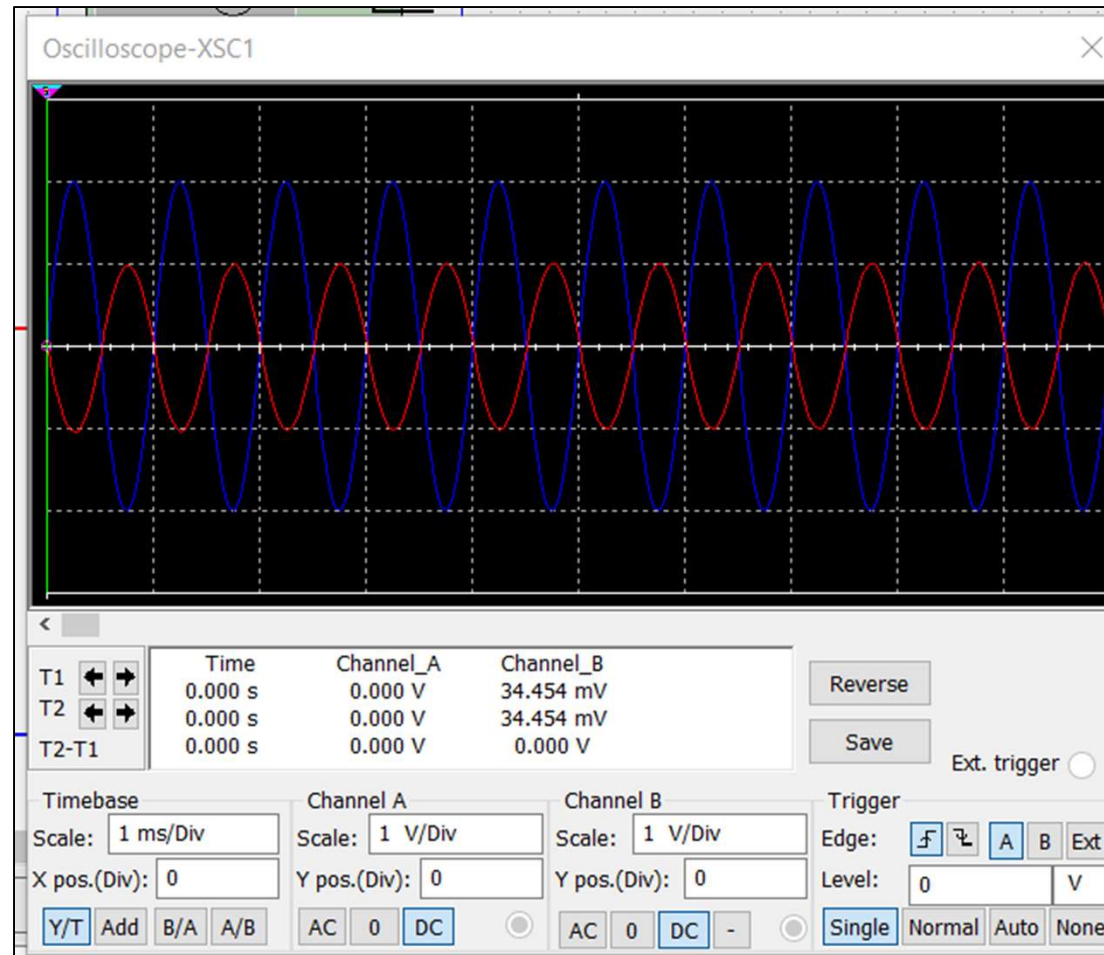 Oscilloscope-XSC1
Time Channel_A Channel_B
T1 0.000 s 0.000 V 34.454 mV
T2 0.000 s 0.000 V 34.454 mV
T2-T1 0.000 s 0.000 V 0.000 V
Reverse
Save
Ext. trigger
Timebase
Scale: 1 ms/Div
X pos.(Div): 0
Y/T Add B/A A/B
Channel A
Scale: 1 V/Div
Y pos.(Div): 0
AC 0 DC
Channel B
Scale: 1 V/Div
Y pos.(Div): 0
AC 0 DC -
Trigger
Edge: A B Ext
Level: 0 V
Single Normal Auto None